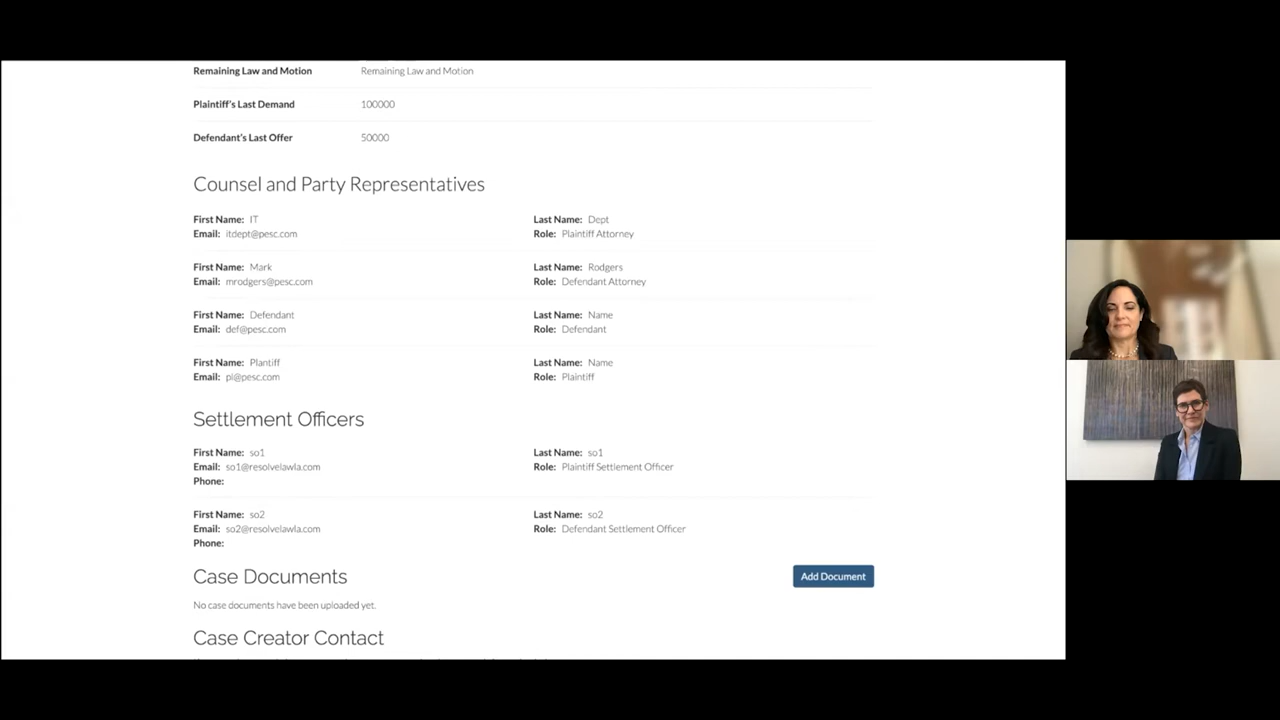 Remaining Law and Motion Remaining Law and Motion
Plaintiff's Last Demand 100000
Defendant's Last Offer 50000
Counsel and Party Representatives
First Name: IT Last Name: Dept
Email: itdept@pesc.com Role: Plaintiff Attorney
First Name: Mark Last Name: Rodgers
Email: mrodgers@pesc.com Role: Defendant Attorney
First Name: Defendant Last Name: Name
Email: def@pesc.com Role: Defendant
First Name: Plantiff Last Name: Name
Email: pl@pesc.com Role: Plaintiff
Settlement Officers
First Name: so1 Last Name: so1
Email: so1@resolvelawla.com Role: Plaintiff Settlement Officer
Phone:
First Name: so2 Last Name: so2
Email: so2@resolvelawla.com Role: Defendant Settlement Officer
Phone:
Case Documents Add Document
No case documents have been uploaded yet.
Case Creator Contact